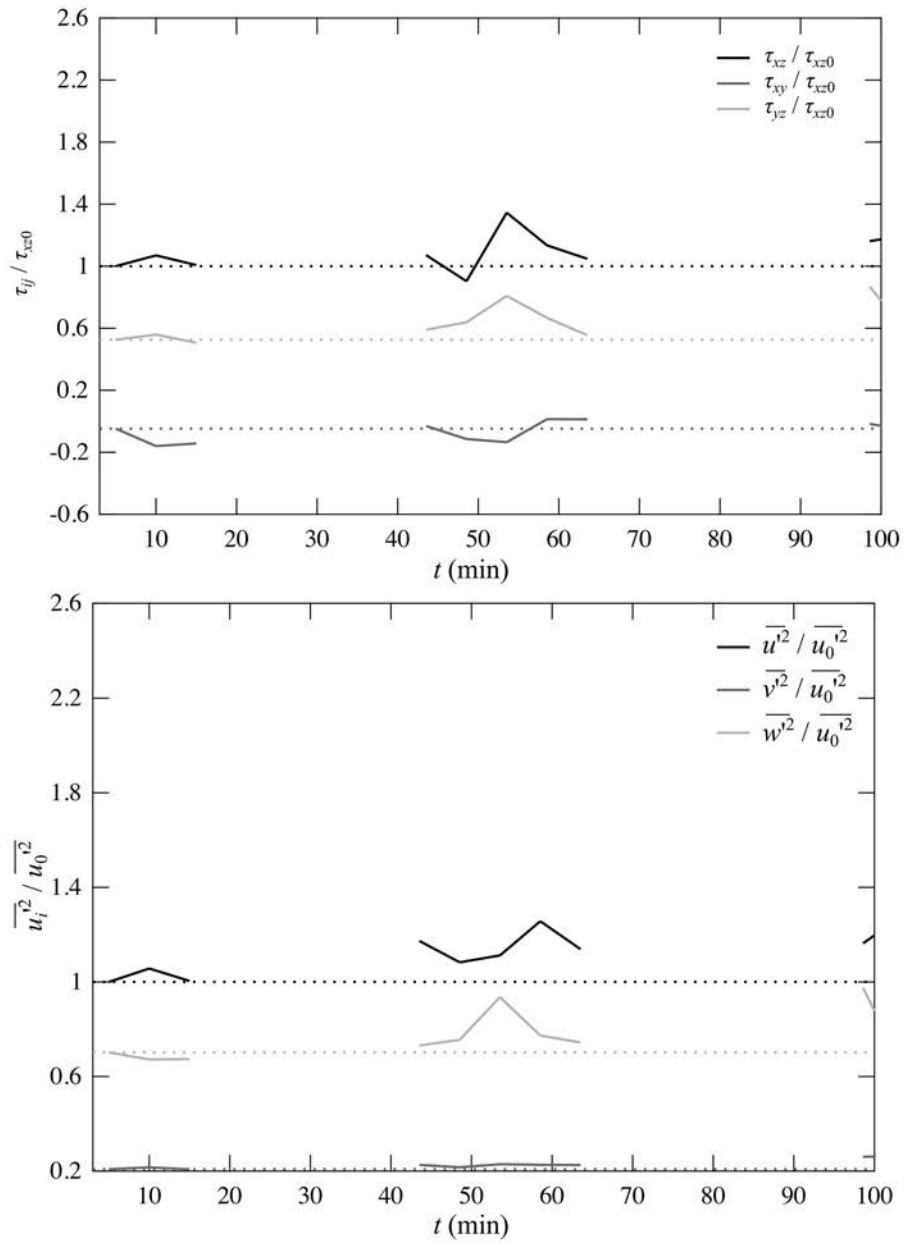 2.6
2.2
1.8
1.4
1
0.6
0.2
-0.2
-0.6
τij / τxz0
τxz / τxz0
τxy / τxz0
τyz / τxz0
10 20 30 40 50 60 70 80 90 100
t (min)
2.6
2.2
1.8
1.4
1
0.6
0.2
ui'² / u0'²
u'² / u0'²
v'² / u0'²
w'² / u0'²
10 20 30 40 50 60 70 80 90 100
t (min)